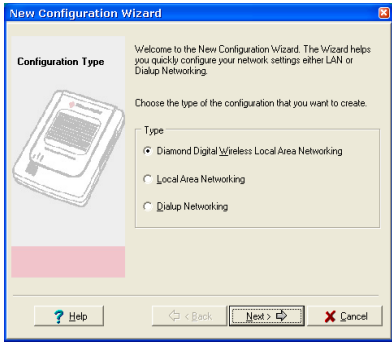 New Configuration Wizard
Configuration Type
Welcome to the New Configuration Wizard. The Wizard helps
you quickly configure your network settings either LAN or
Dialup Networking.
Choose the type of the configuration that you want to create.
Type
Diamond Digital Wireless Local Area Networking
Local Area Networking
Dialup Networking
? Help
< Back
Next >
Cancel